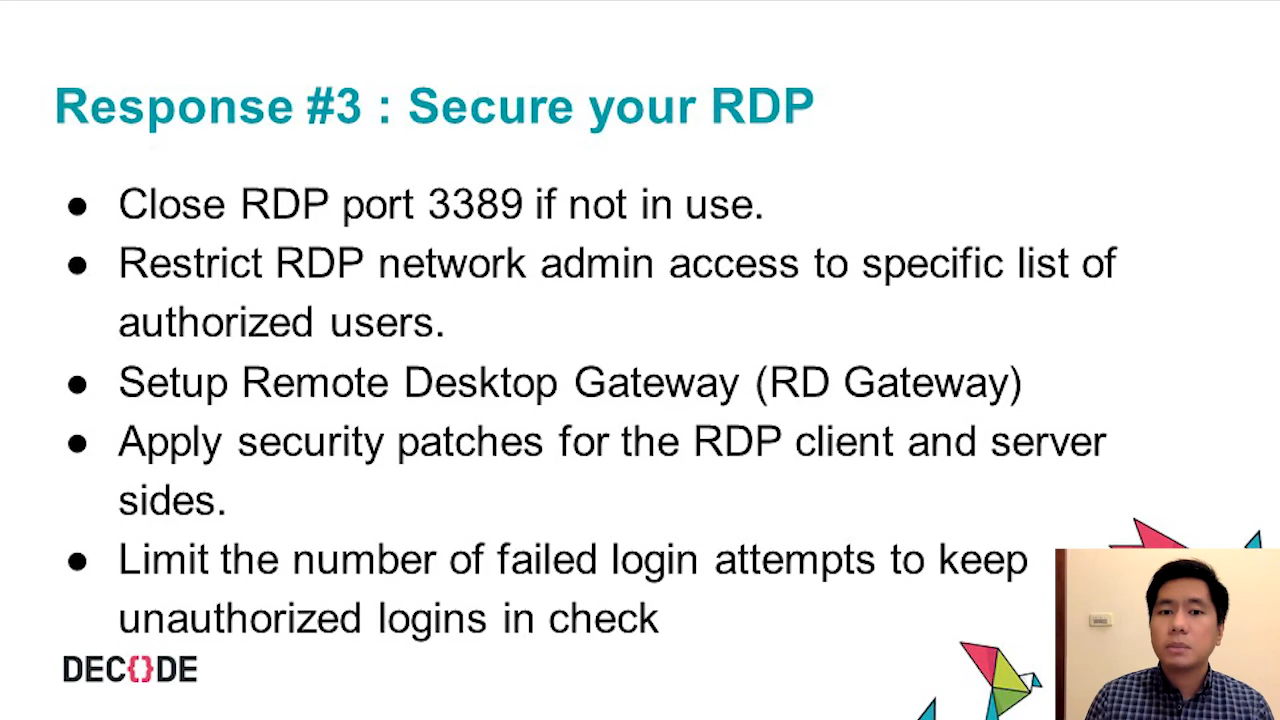 Response #3 : Secure your RDP
● Close RDP port 3389 if not in use.
● Restrict RDP network admin access to specific list of
authorized users.
● Setup Remote Desktop Gateway (RD Gateway)
● Apply security patches for the RDP client and server
sides.
● Limit the number of failed login attempts to keep
unauthorized logins in check
DEC{}DE